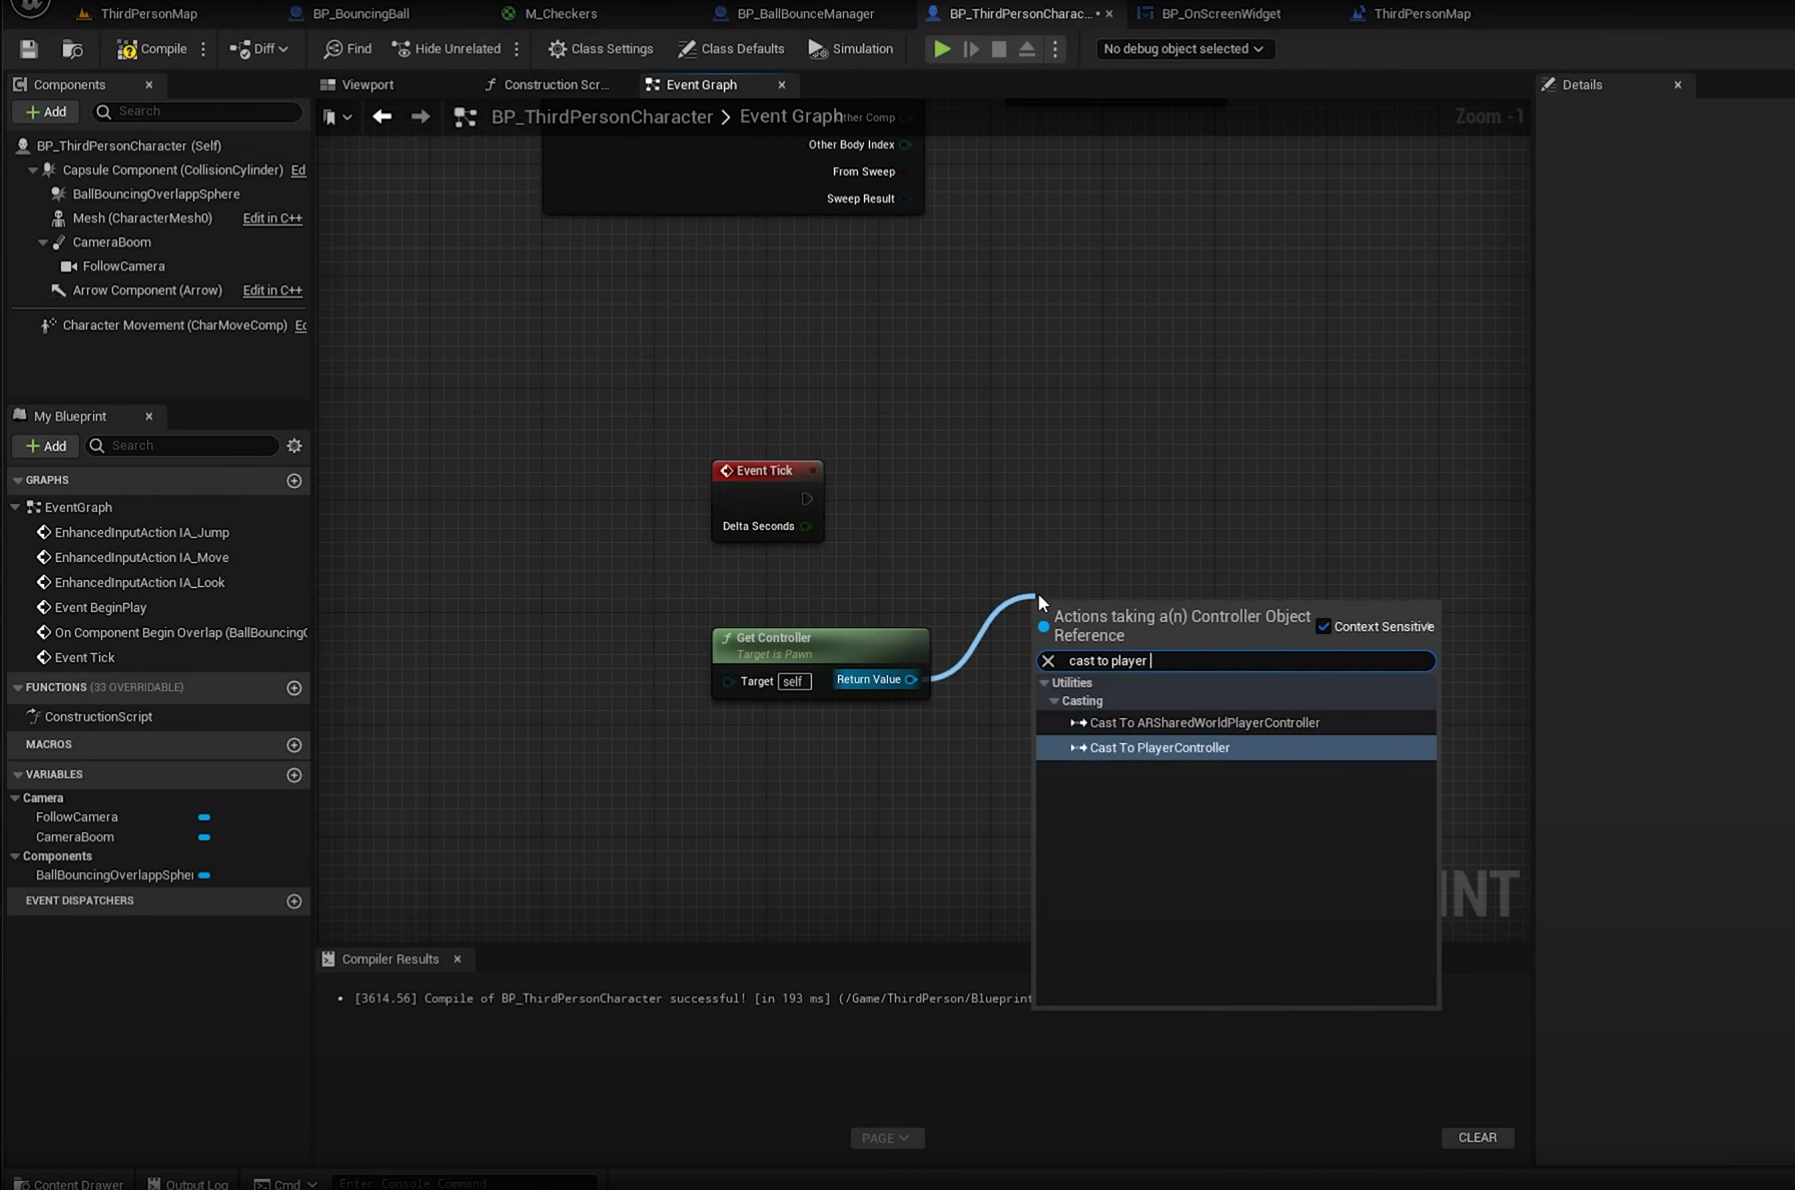 ThirdPersonMap
BP_BouncingBall
M_Checkers
BP_BallBounceManager
BP_ThirdPersonCharac... •
BP_OnScreenWidget
ThirdPersonMap
Compile
Diff
Find
Hide Unrelated
Class Settings
Class Defaults
Simulation
No debug object selected
Components
Viewport
Construction Scr...
Event Graph
Details
Add
Search
BP_ThirdPersonCharacter > Event Graph
ther Comp
Zoom -1
BP_ThirdPersonCharacter (Self)
Capsule Component (CollisionCylinder) Ed
BallBouncingOverlappSphere
Mesh (CharacterMesh0) Edit in C++
CameraBoom
FollowCamera
Arrow Component (Arrow) Edit in C++
Character Movement (CharMoveComp) Ec
Other Body Index
From Sweep
Sweep Result
My Blueprint
Add
Search
GRAPHS
EventGraph
EnhancedInputAction IA_Jump
EnhancedInputAction IA_Move
EnhancedInputAction IA_Look
Event BeginPlay
On Component Begin Overlap (BallBouncingO
Event Tick
FUNCTIONS (33 OVERRIDABLE)
ConstructionScript
MACROS
VARIABLES
Camera
FollowCamera
CameraBoom
Components
BallBouncingOverlappSpher
EVENT DISPATCHERS
Event Tick
Delta Seconds
Get Controller
Target is Pawn
Target self
Return Value
Actions taking a(n) Controller Object
Reference
Context Sensitive
cast to player
Utilities
Casting
Cast To ARSharedWorldPlayerController
Cast To PlayerController
INT
Compiler Results
• [3614.56] Compile of BP_ThirdPersonCharacter successful! [in 193 ms] (/Game/ThirdPerson/Blueprint
PAGE
CLEAR
Content Drawer
Output Log
Cmd
Enter Console Command